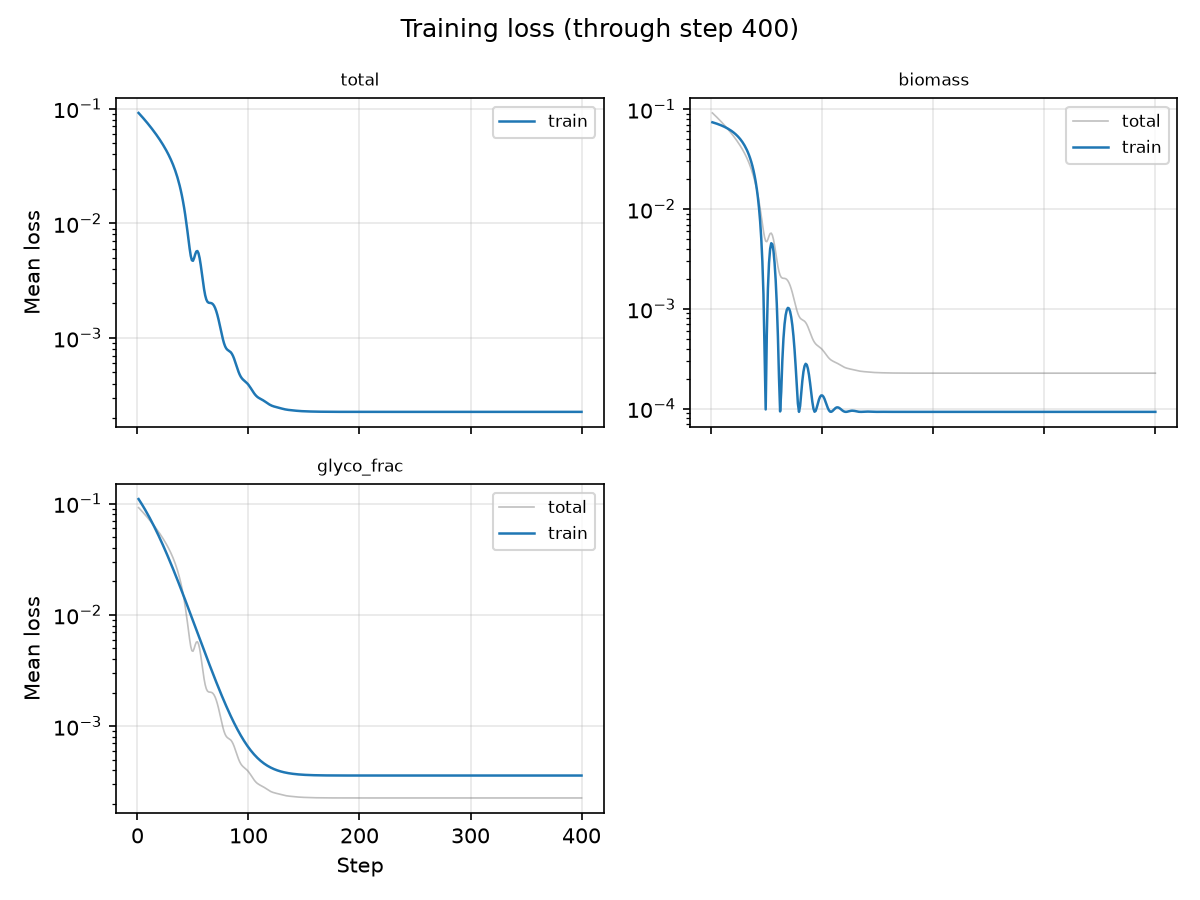 Training loss (through step 400)
total
10⁻¹
10⁻²
10⁻³
Mean loss
train
biomass
10⁻¹
10⁻²
10⁻³
10⁻⁴
total
train
glyco_frac
10⁻¹
10⁻²
10⁻³
Mean loss
total
train
0 100 200 300 400
Step